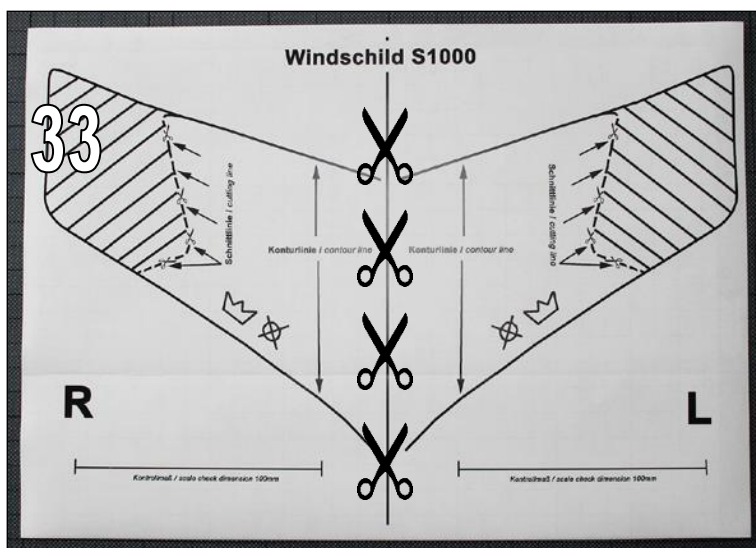 Windschild S1000
33
Schnittlinie / cutting line
Schnittlinie / cutting line
Konturlinie / contour line
Konturlinie / contour line
R
L
Kontrollmaß / scale check dimension 100mm
Kontrollmaß / scale check dimension 100mm